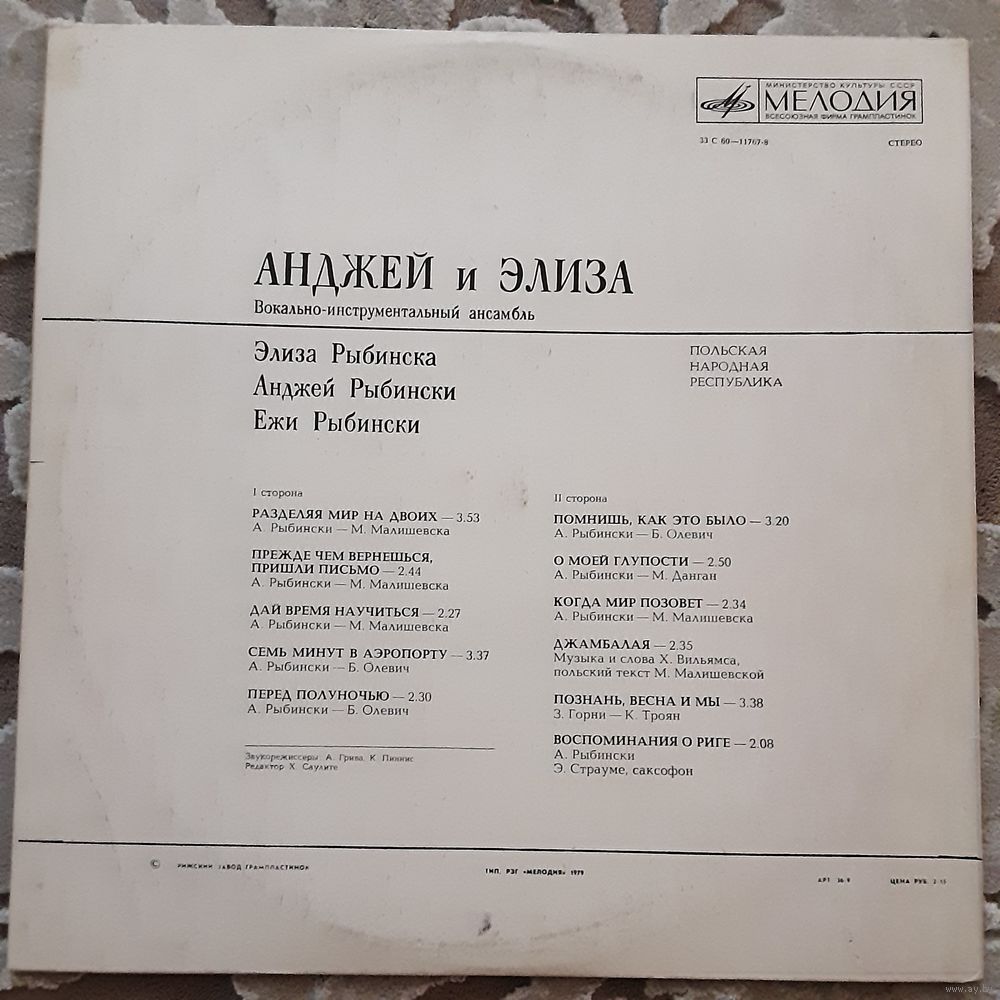 МИНИСТЕРСТВО КУЛЬТУРЫ СССР
МЕЛОДИЯ
ВСЕСОЮЗНАЯ ФИРМА ГРАМПЛАСТИНОК
33 С 60—11767-8 СТЕРЕО
АНДЖЕЙ и ЭЛИЗА
Вокально-инструментальный ансамбль
Элиза Рыбинска
Анджей Рыбински
Ежи Рыбински
ПОЛЬСКАЯ
НАРОДНАЯ
РЕСПУБЛИКА
I сторона
РАЗДЕЛЯЯ МИР НА ДВОИХ — 3.53
А. Рыбински — М. Малишевска
ПРЕЖДЕ ЧЕМ ВЕРНЕШЬСЯ,
ПРИШЛИ ПИСЬМО — 2.44
А. Рыбински — М. Малишевска
ДАЙ ВРЕМЯ НАУЧИТЬСЯ — 2.27
А. Рыбински — М. Малишевска
СЕМЬ МИНУТ В АЭРОПОРТУ — 3.37
А. Рыбински — Б. Олевич
ПЕРЕД ПОЛУНОЧЬЮ — 2.30
А. Рыбински — Б. Олевич
Звукорежиссеры: А. Грива, К. Пиннис
Редактор Х. Саулите
II сторона
ПОМНИШЬ, КАК ЭТО БЫЛО — 3.20
А. Рыбински — Б. Олевич
О МОЕЙ ГЛУПОСТИ — 2.50
А. Рыбински — М. Данган
КОГДА МИР ПОЗОВЕТ — 2.34
А. Рыбински — М. Малишевска
ДЖАМБАЛАЯ — 2.35
Музыка и слова Х. Вильямса,
польский текст М. Малишевской
ПОЗНАНЬ, ВЕСНА И МЫ — 3.38
З. Горни — К. Троян
ВОСПОМИНАНИЯ О РИГЕ — 2.08
А. Рыбински
Э. Страуме, саксофон
© РИЖСКИЙ ЗАВОД ГРАМПЛАСТИНОК
ТИП. РЗГ «МЕЛОДИЯ» 1979
АРТ. ЦЕНА РУБ. 2-15